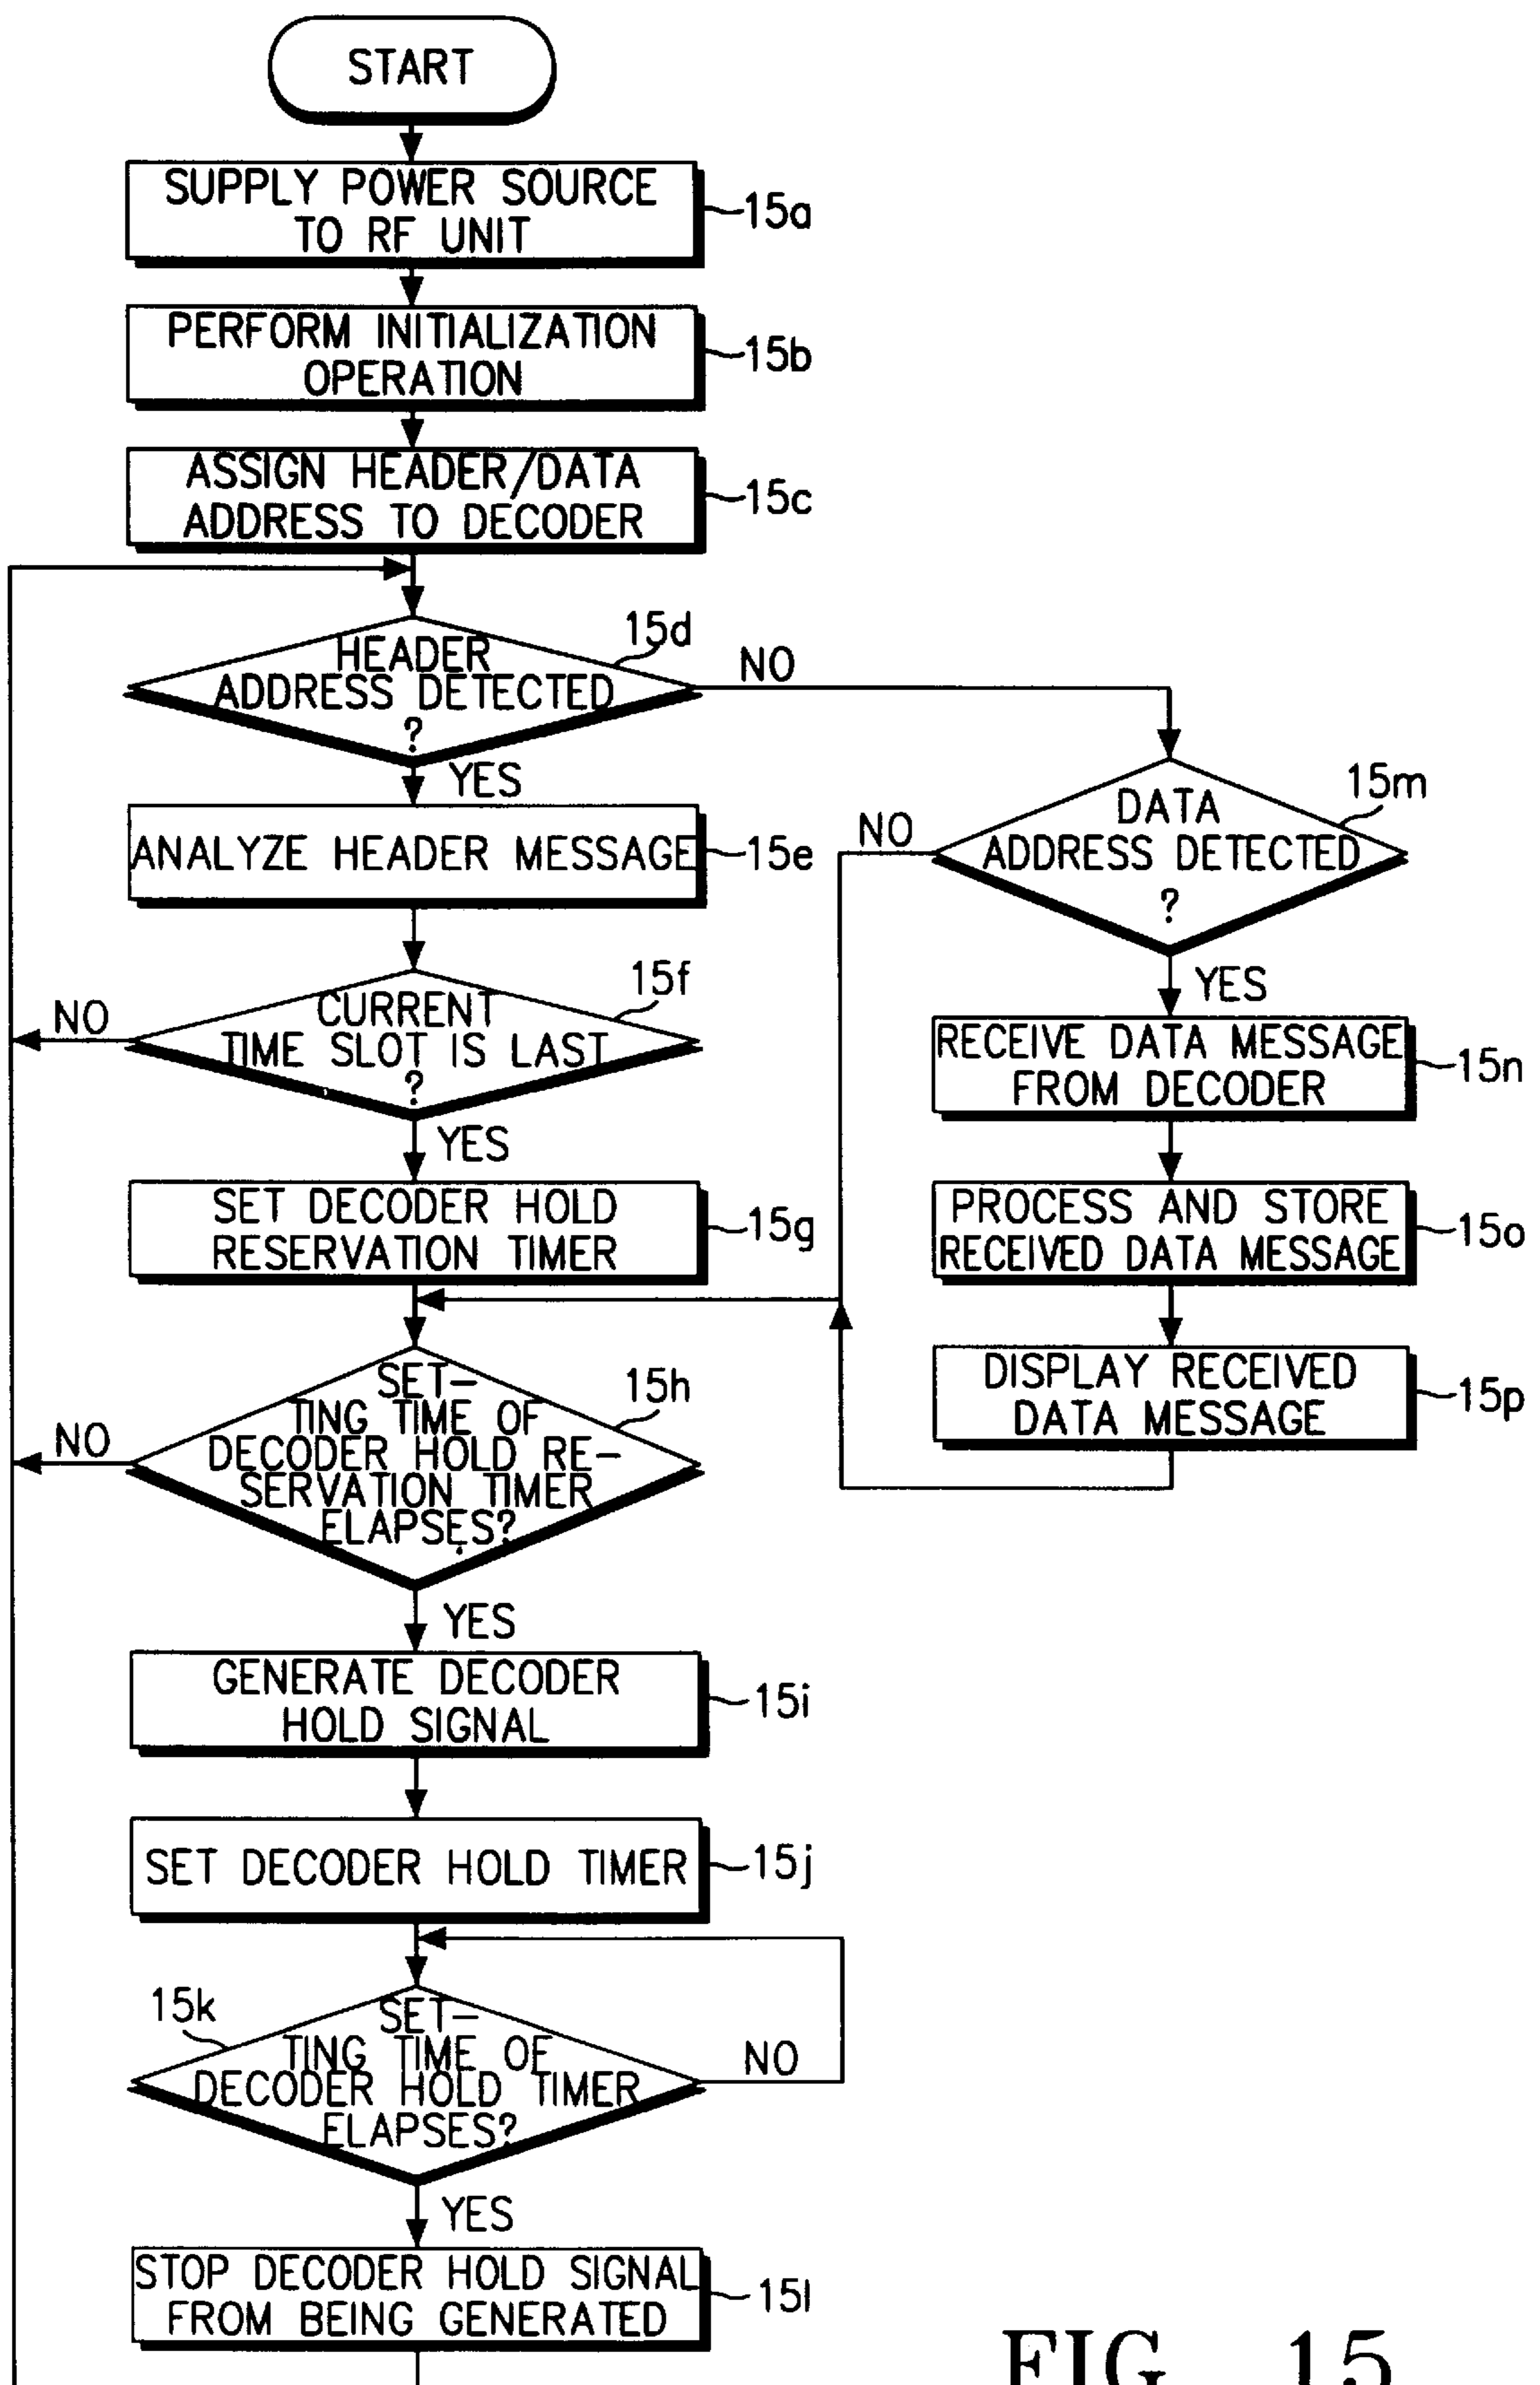 START
SUPPLY POWER SOURCE
TO RF UNIT
15a
PERFORM INITIALIZATION
OPERATION
15b
ASSIGN HEADER/DATA
ADDRESS TO DECODER
15c
HEADER
ADDRESS DETECTED
?
15d
NO
YES
ANALYZE HEADER MESSAGE
15e
CURRENT
TIME SLOT IS LAST
?
15f
NO
YES
SET DECODER HOLD
RESERVATION TIMER
15g
SET-
TING TIME OF
DECODER HOLD RE-
SERVATION TIMER
ELAPSES?
15h
NO
YES
GENERATE DECODER
HOLD SIGNAL
15i
SET DECODER HOLD TIMER
15j
SET-
TING TIME OF
DECODER HOLD TIMER
ELAPSES?
15k
NO
YES
STOP DECODER HOLD SIGNAL
FROM BEING GENERATED
15l
DATA
ADDRESS DETECTED
?
15m
NO
YES
RECEIVE DATA MESSAGE
FROM DECODER
15n
PROCESS AND STORE
RECEIVED DATA MESSAGE
15o
DISPLAY RECEIVED
DATA MESSAGE
15p
FIG. 15